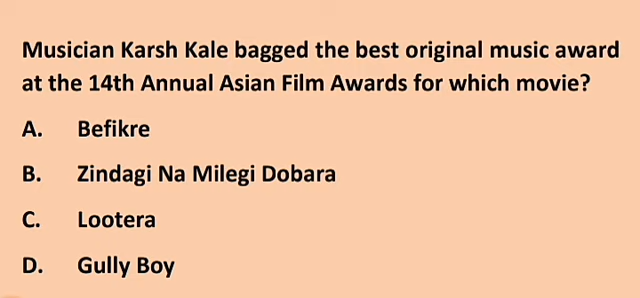 Musician Karsh Kale bagged the best original music award
at the 14th Annual Asian Film Awards for which movie?
A. Befikre
B. Zindagi Na Milegi Dobara
C. Lootera
D. Gully Boy